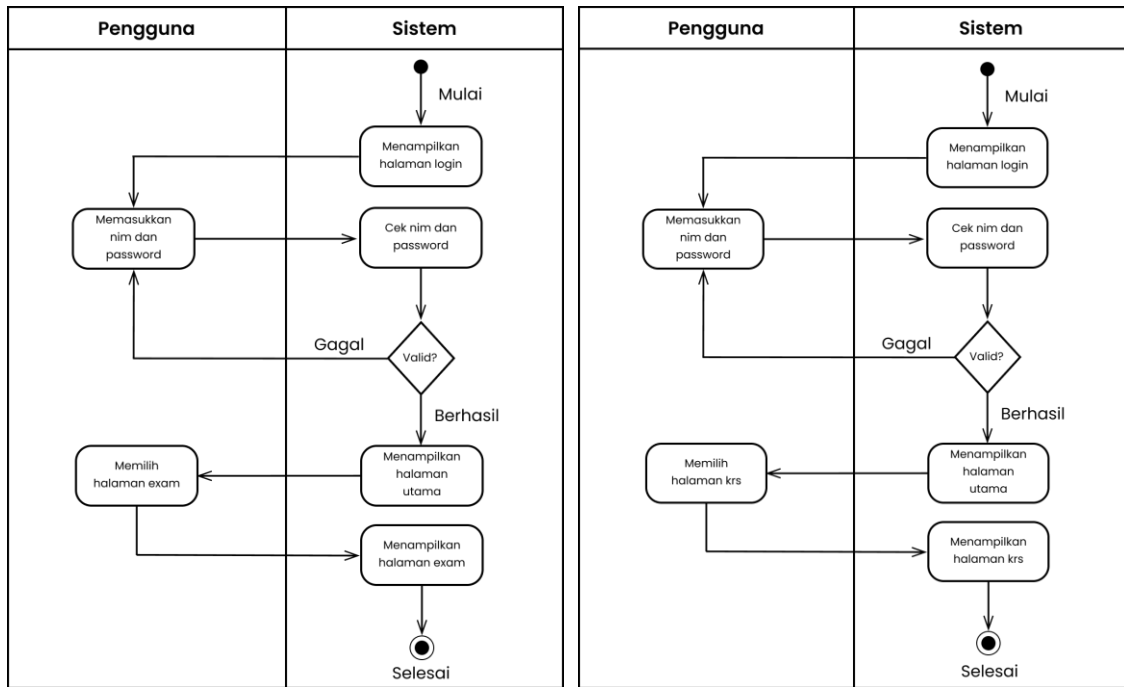 Pengguna
Sistem
Mulai
Menampilkan
halaman login
Memasukkan
nim dan
password
Cek nim dan
password
Gagal
Valid?
Berhasil
Memilih
halaman exam
Menampilkan
halaman
utama
Menampilkan
halaman exam
Selesai
Pengguna
Sistem
Mulai
Menampilkan
halaman login
Memasukkan
nim dan
password
Cek nim dan
password
Gagal
Valid?
Berhasil
Memilih
halaman krs
Menampilkan
halaman
utama
Menampilkan
halaman krs
Selesai